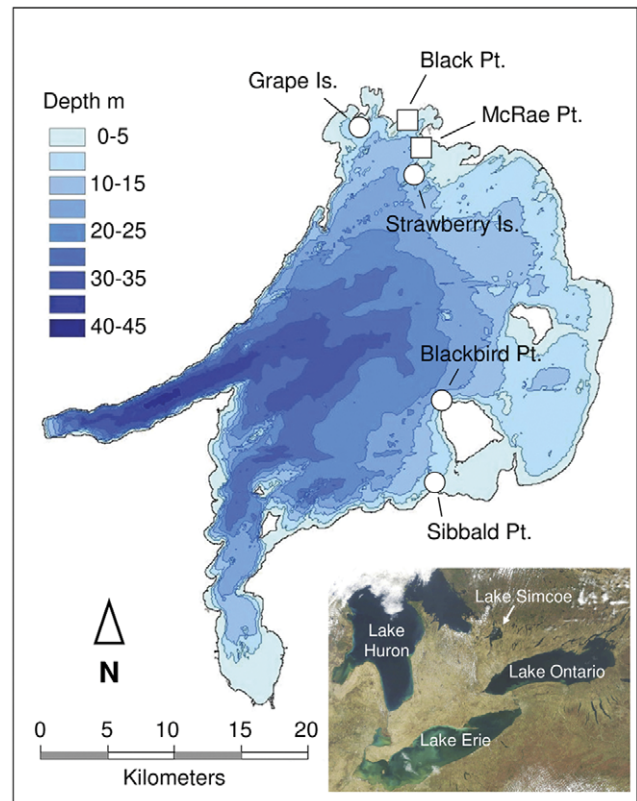 Black Pt.
Grape Is.
McRae Pt.
Depth m
0-5
10-15
20-25
30-35
40-45
Strawberry Is.
Blackbird Pt.
Sibbald Pt.
N
0 5 10 15 20
Kilometers
Lake Simcoe
Lake
Huron
Lake Ontario
Lake Erie